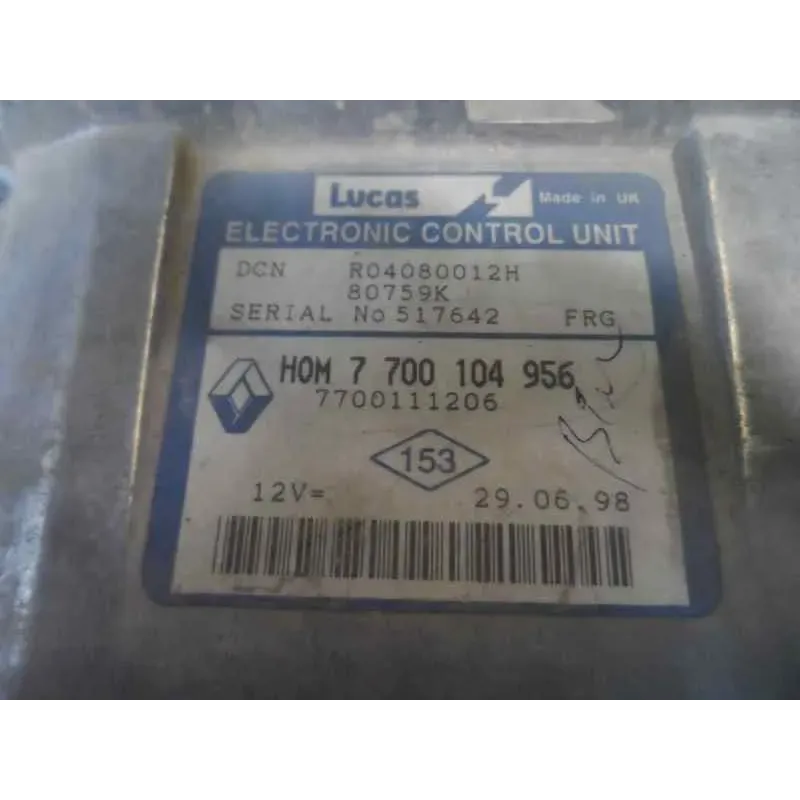 Lucas Made in UK
ELECTRONIC CONTROL UNIT
DCN R04080012H
80759K
SERIAL No 517642 FRG
HOM 7 700 104 956
7700111206
153
12V= 29.06.98